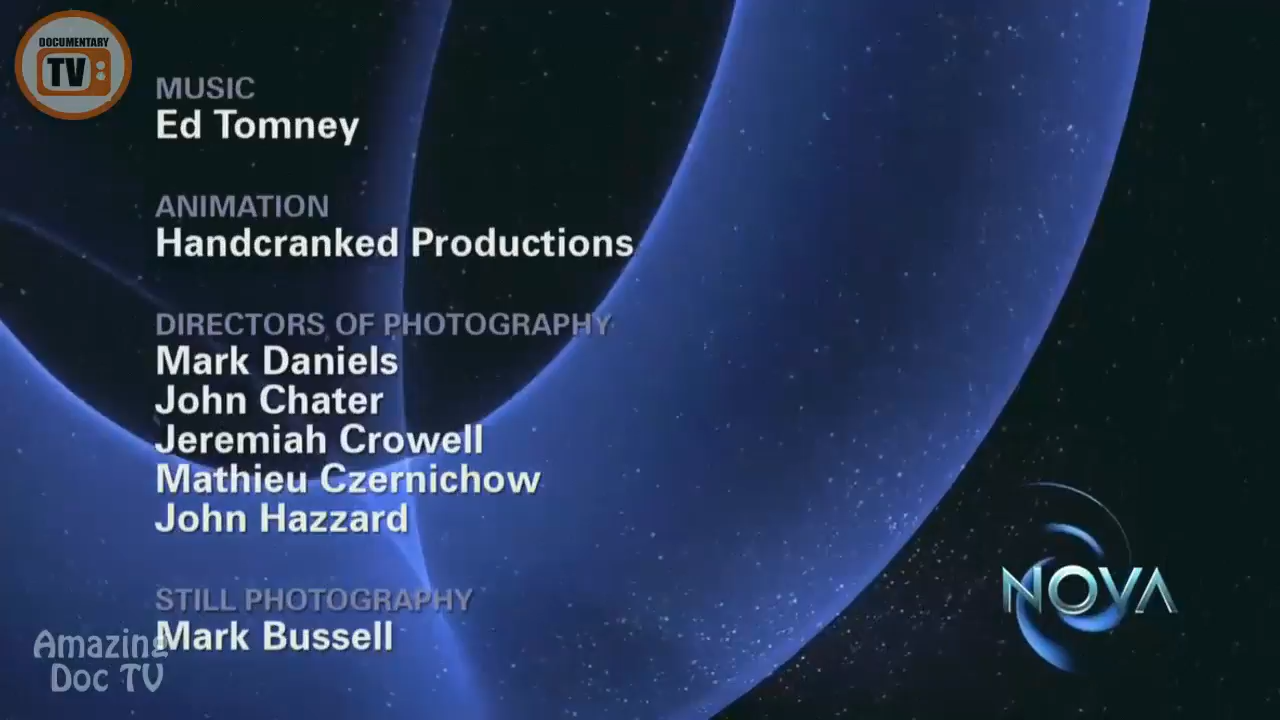 DOCUMENTARY
TV
MUSIC
Ed Tomney
ANIMATION
Handcranked Productions
DIRECTORS OF PHOTOGRAPHY
Mark Daniels
John Chater
Jeremiah Crowell
Mathieu Czernichow
John Hazzard
STILL PHOTOGRAPHY
Mark Bussell
NOVA
Amazing
Doc TV